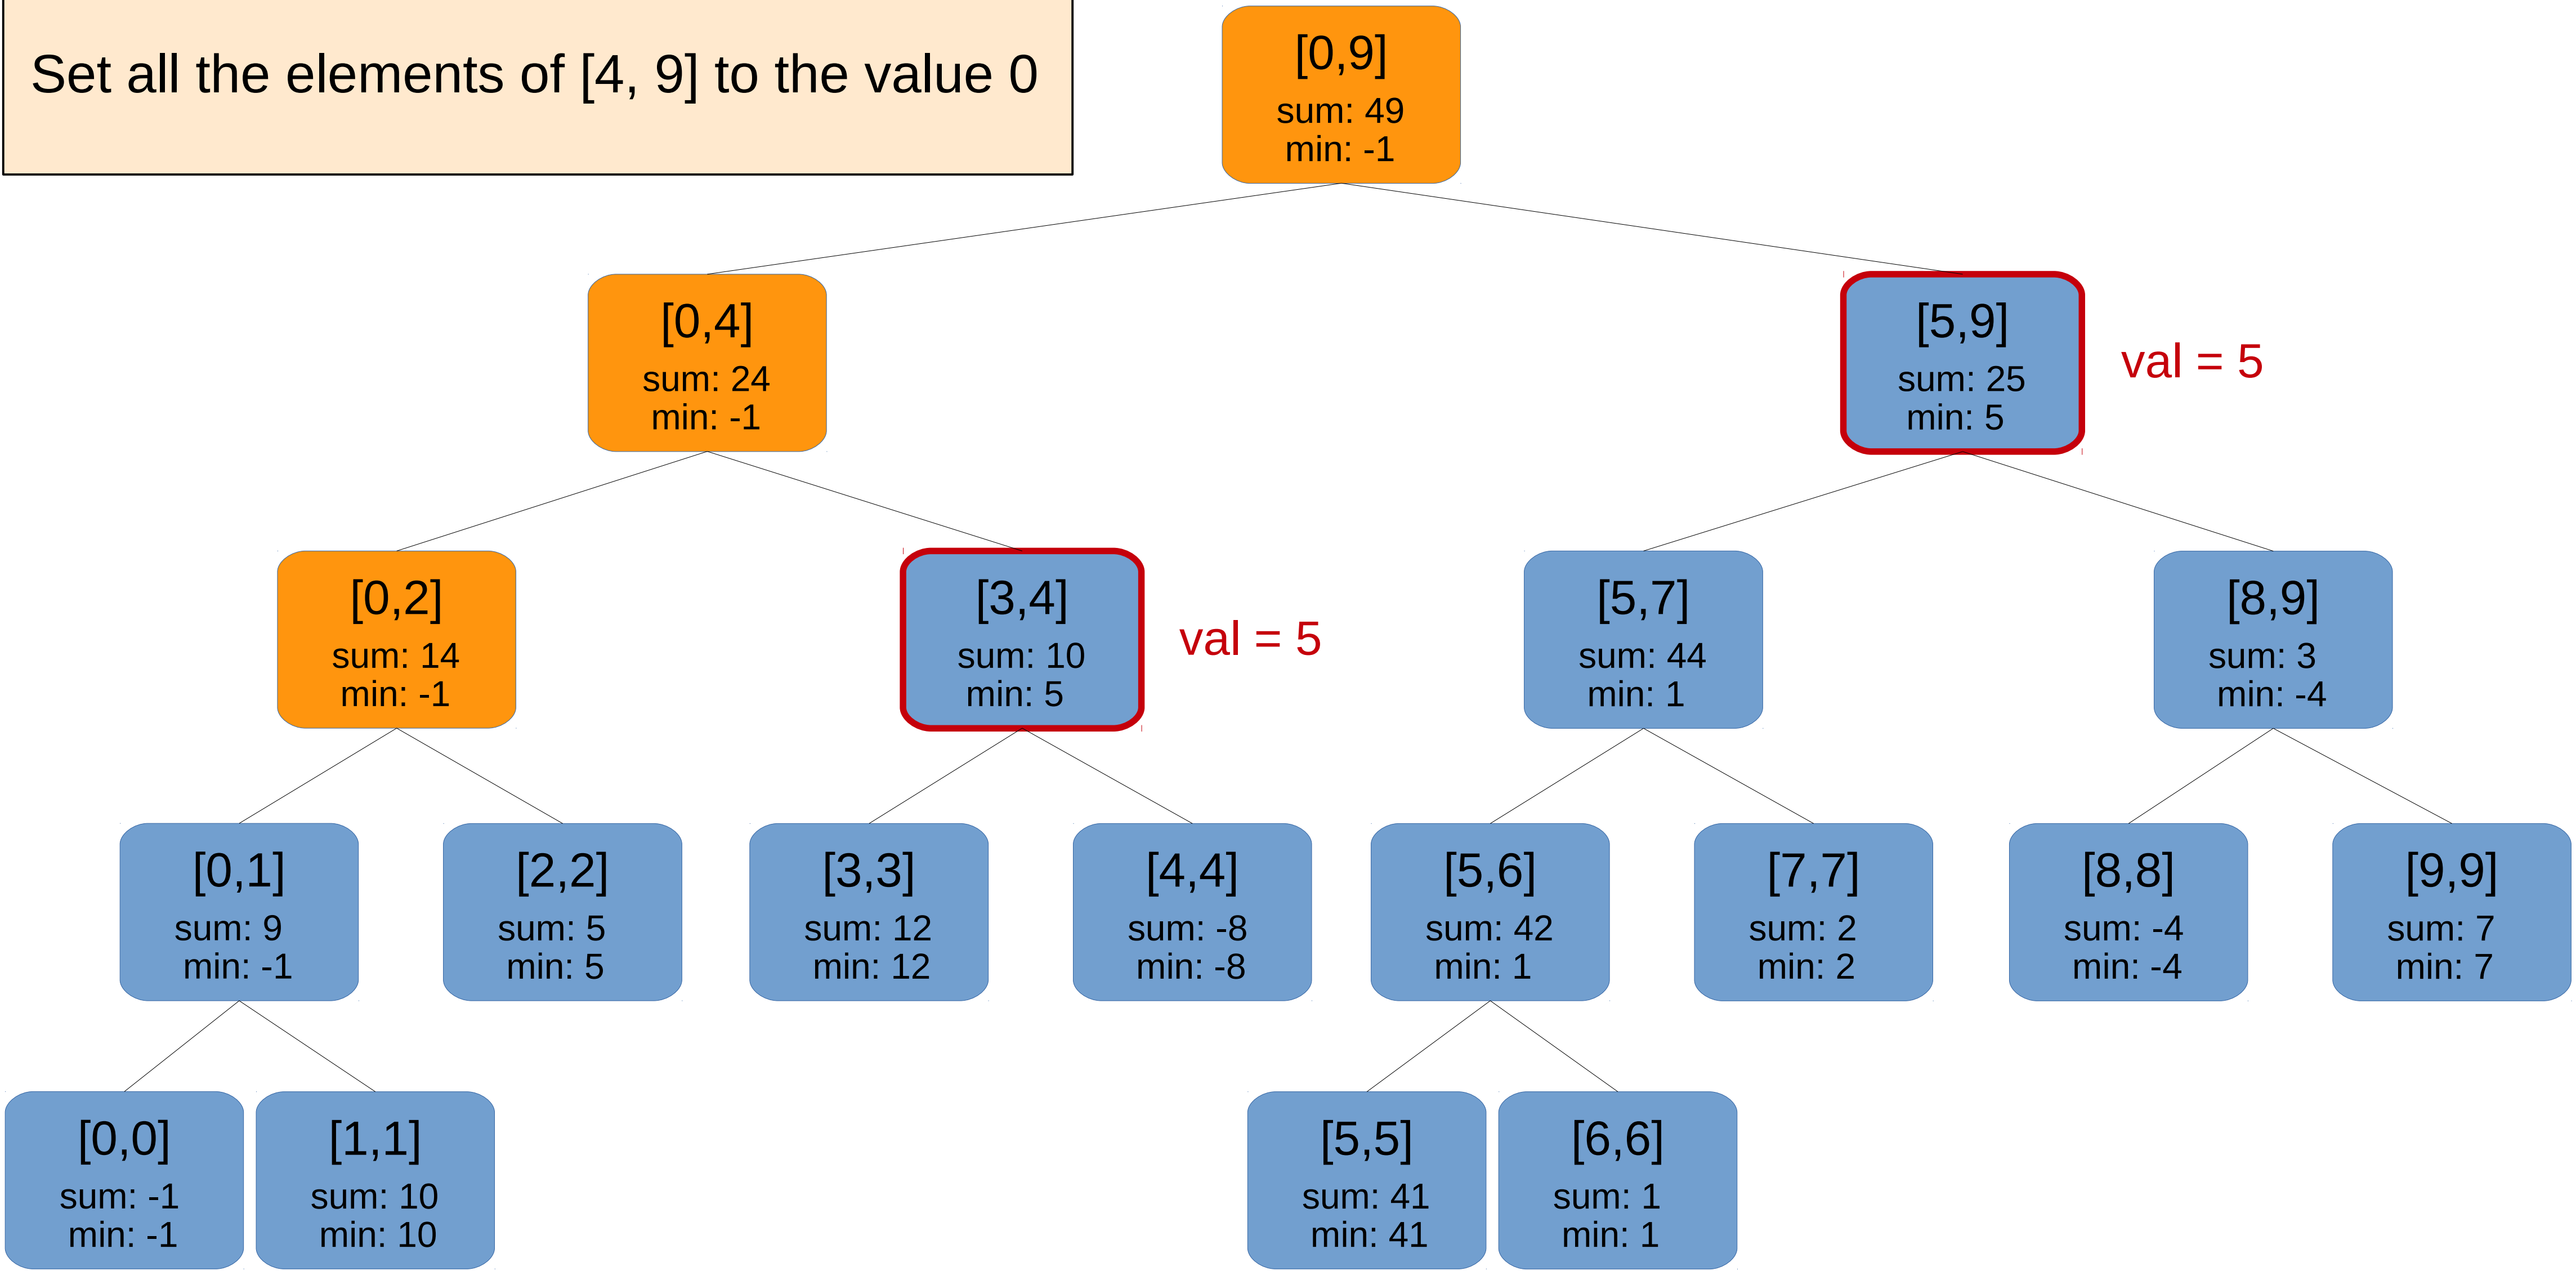 Set all the elements of [4, 9] to the value 0
[0,9]
sum: 49
min: -1
[0,4]
sum: 24
min: -1
[5,9]
sum: 25
min: 5
val = 5
[0,2]
sum: 14
min: -1
[3,4]
sum: 10
min: 5
val = 5
[5,7]
sum: 44
min: 1
[8,9]
sum: 3
min: -4
[0,1]
sum: 9
min: -1
[2,2]
sum: 5
min: 5
[3,3]
sum: 12
min: 12
[4,4]
sum: -8
min: -8
[5,6]
sum: 42
min: 1
[7,7]
sum: 2
min: 2
[8,8]
sum: -4
min: -4
[9,9]
sum: 7
min: 7
[0,0]
sum: -1
min: -1
[1,1]
sum: 10
min: 10
[5,5]
sum: 41
min: 41
[6,6]
sum: 1
min: 1